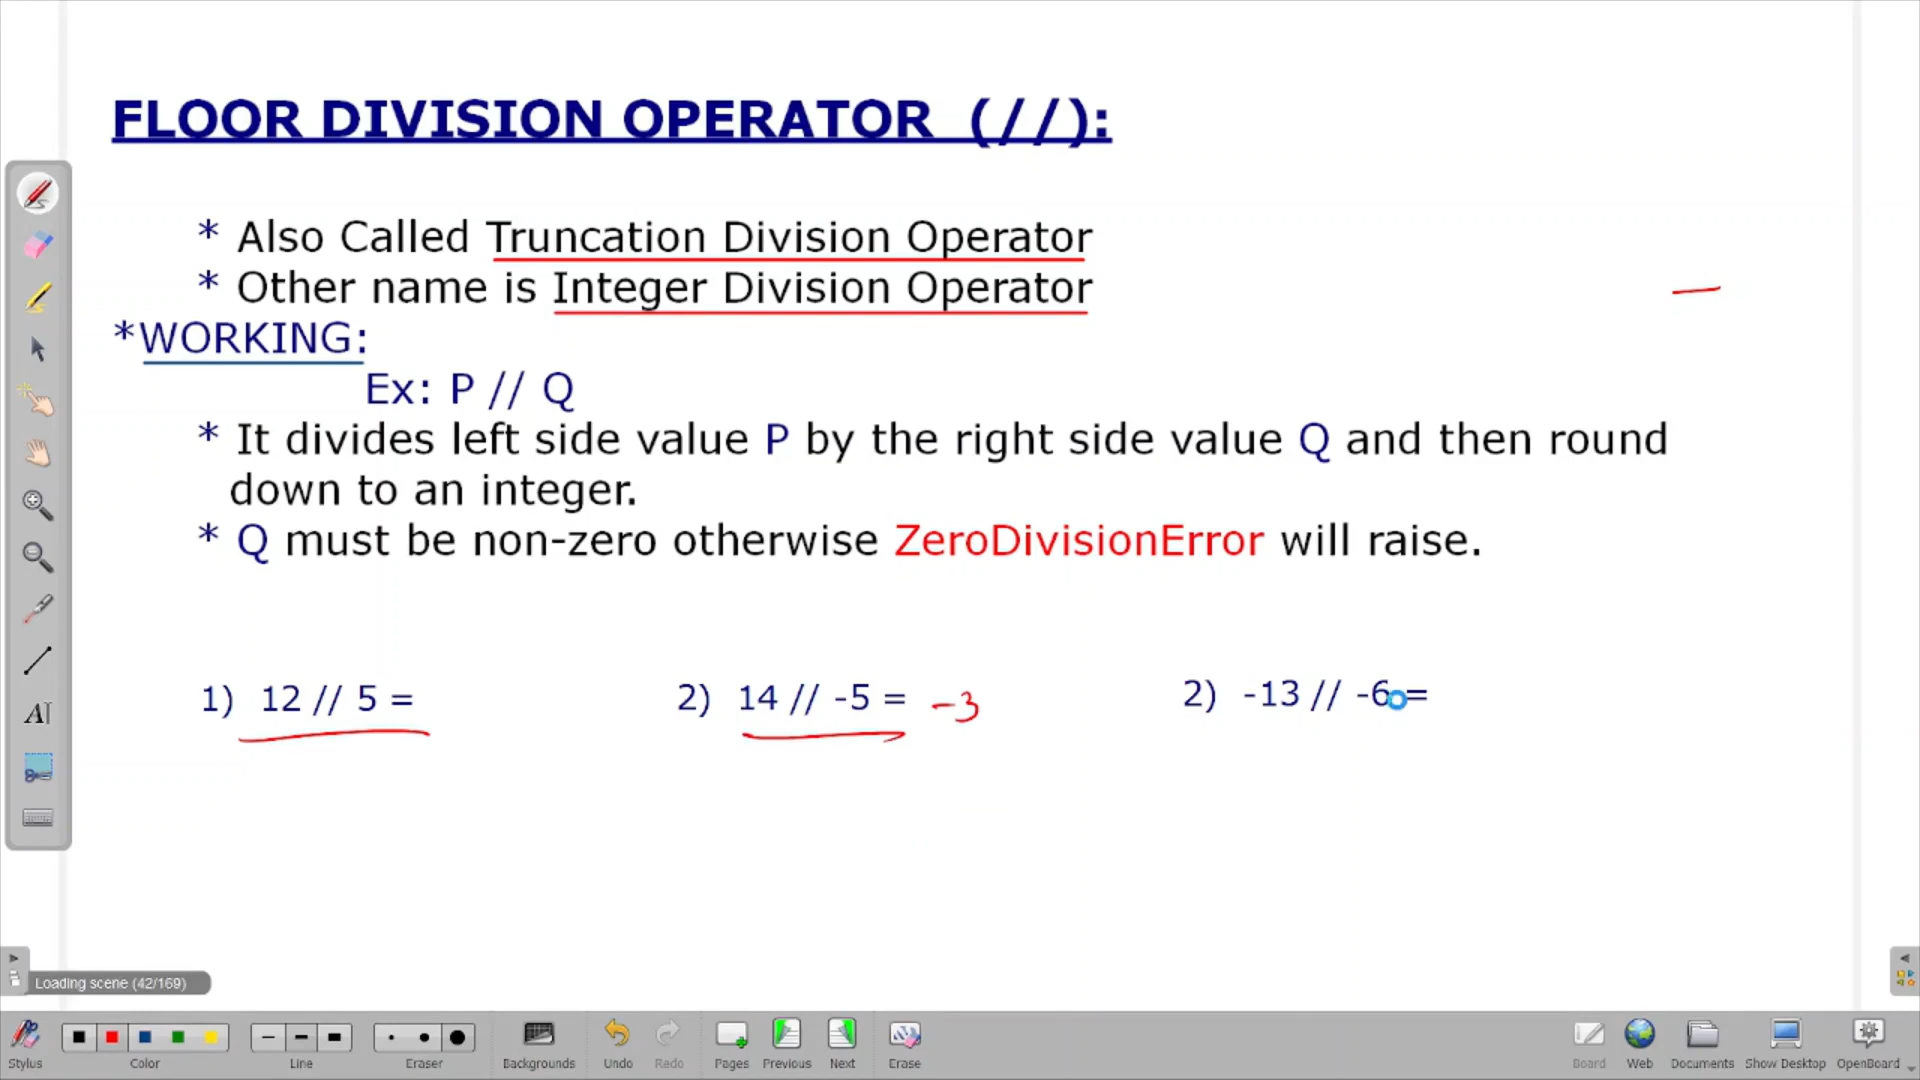 FLOOR DIVISION OPERATOR (//):
* Also Called Truncation Division Operator
* Other name is Integer Division Operator
*WORKING:
Ex: P // Q
* It divides left side value P by the right side value Q and then round
down to an integer.
* Q must be non-zero otherwise ZeroDivisionError will raise.
1) 12 // 5 =
2) 14 // -5 = -3
2) -13 // -6 =
Loading scene (42/169)
Stylus
Color
Line
Eraser
Backgrounds
Undo
Redo
Pages
Previous
Next
Erase
Board
Web
Documents
Show Desktop
OpenBoard